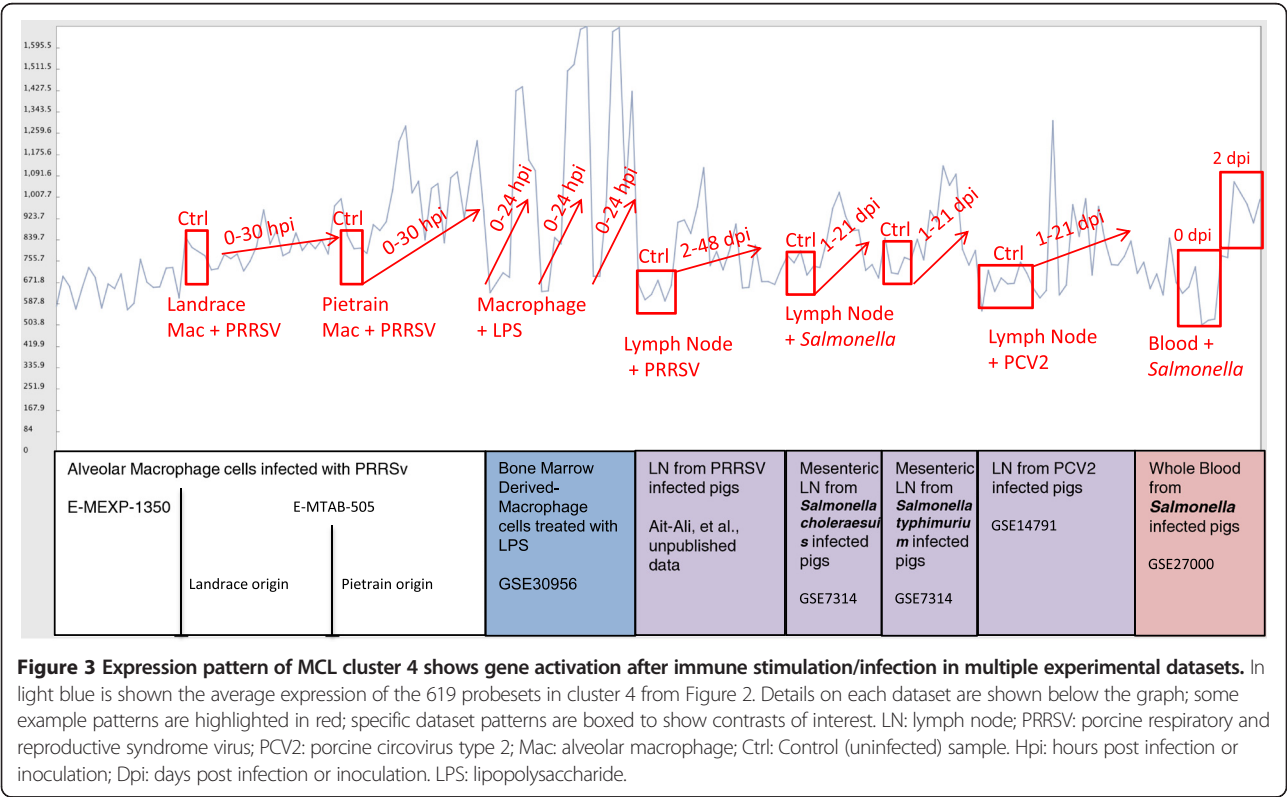 1,595.5
1,511.5
1,427.5
1,343.5
1,259.6
1,175.6
1,091.6
1,007.7
923.7
839.7
755.7
671.8
587.8
503.8
419.9
335.9
251.9
167.9
84
0
Ctrl
0-30 hpi
Landrace
Mac + PRRSV
Ctrl
0-30 hpi
Pietrain
Mac + PRRSV
0-24 hpi
0-24 hpi
0-24 hpi
Macrophage
+ LPS
Ctrl
2-48 dpi
Lymph Node
+ PRRSV
Ctrl
1-21 dpi
Lymph Node
+ Salmonella
Ctrl
1-21 dpi
Ctrl
1-21 dpi
Lymph Node
+ PCV2
0 dpi
2 dpi
Blood +
Salmonella
Alveolar Macrophage cells infected with PRRSv
E-MEXP-1350
E-MTAB-505
Landrace origin
Pietrain origin
Bone Marrow
Derived-
Macrophage
cells treated with
LPS
GSE30956
LN from PRRSV
infected pigs
Ait-Ali, et al.,
unpublished
data
Mesenteric
LN from
Salmonella
choleraesui
s infected
pigs
GSE7314
Mesenteric
LN from
Salmonella
typhimuriu
m infected
pigs
GSE7314
LN from PCV2
infected pigs
GSE14791
Whole Blood
from
Salmonella
infected pigs
GSE27000
Figure 3 Expression pattern of MCL cluster 4 shows gene activation after immune stimulation/infection in multiple experimental datasets. In
light blue is shown the average expression of the 619 probesets in cluster 4 from Figure 2. Details on each dataset are shown below the graph; some
example patterns are highlighted in red; specific dataset patterns are boxed to show contrasts of interest. LN: lymph node; PRRSV: porcine respiratory and
reproductive syndrome virus; PCV2: porcine circovirus type 2; Mac: alveolar macrophage; Ctrl: Control (uninfected) sample. Hpi: hours post infection or
inoculation; Dpi: days post infection or inoculation. LPS: lipopolysaccharide.